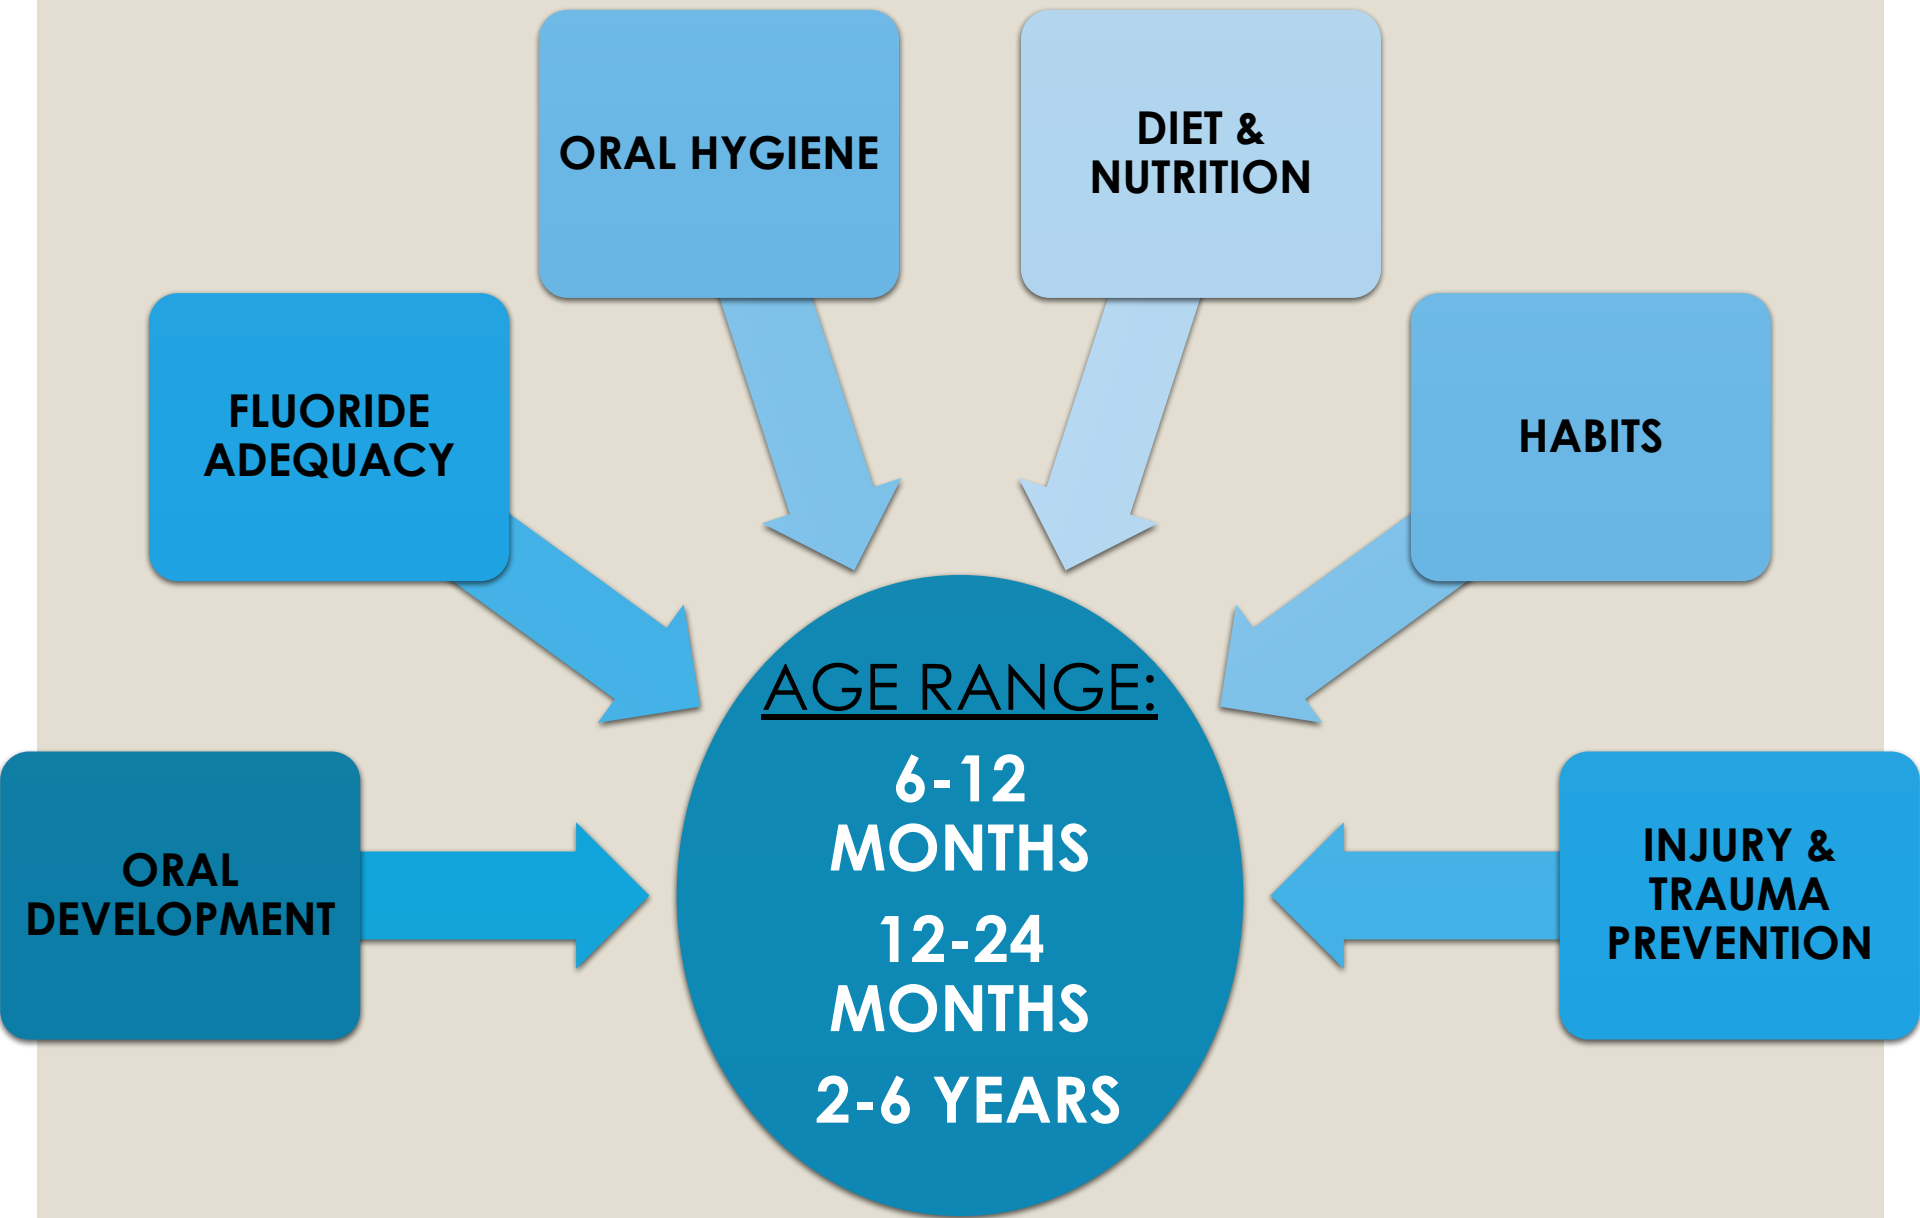 ORAL HYGIENE
DIET &
NUTRITION
FLUORIDE
ADEQUACY
HABITS
ORAL
DEVELOPMENT
INJURY &
TRAUMA
PREVENTION
AGE RANGE:
6-12
MONTHS
12-24
MONTHS
2-6 YEARS